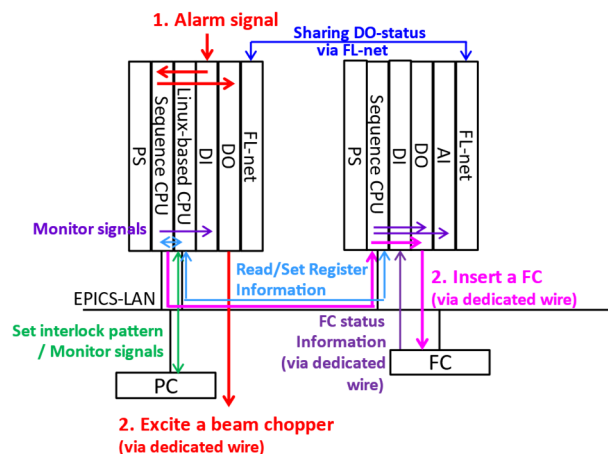 1. Alarm signal
Sharing DO-status
via FL-net
PS
Sequence CPU
Linux-based CPU
DI
DO
FL-net
PS
Sequence CPU
DI
DO
AI
FL-net
Monitor signals
Read/Set Register
Information
2. Insert a FC
(via dedicated wire)
EPICS-LAN
Set interlock pattern
/ Monitor signals
FC status
Information
(via dedicated
wire)
FC
PC
2. Excite a beam chopper
(via dedicated wire)